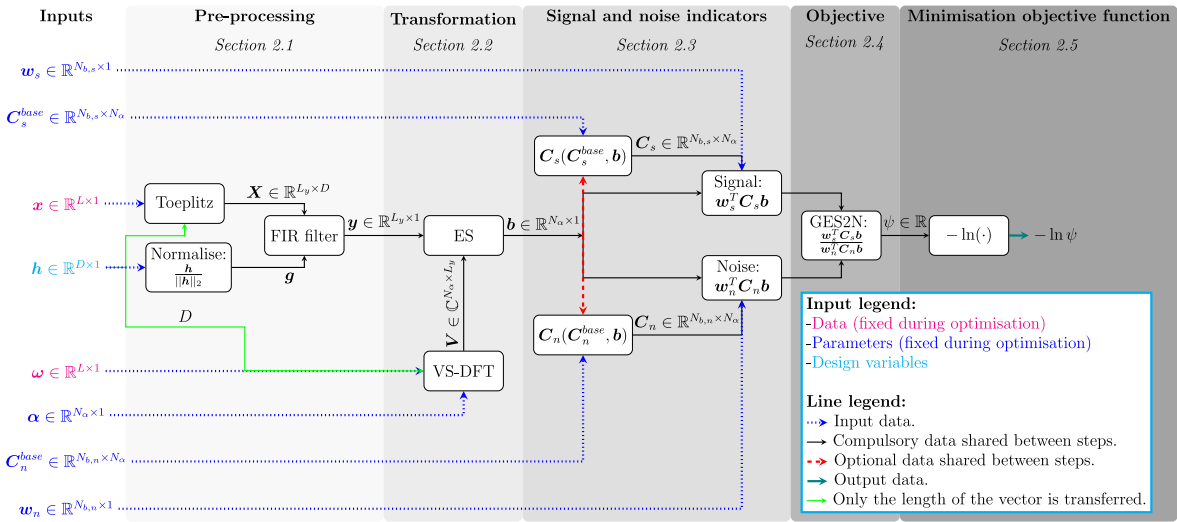 Inputs
Pre-processing
Section 2.1
Transformation
Section 2.2
Signal and noise indicators
Section 2.3
Objective
Section 2.4
Minimisation objective function
Section 2.5
w_s ∈ ℝ^{N_{b,s}×1}
C_s^{base} ∈ ℝ^{N_{b,s}×N_α}
x ∈ ℝ^{L×1}
h ∈ ℝ^{D×1}
ω ∈ ℝ^{L×1}
α ∈ ℝ^{N_α×1}
C_n^{base} ∈ ℝ^{N_{b,n}×N_α}
w_n ∈ ℝ^{N_{b,n}×1}
Toeplitz
X ∈ ℝ^{L_y×D}
Normalise:
h / ||h||_2
g
D
FIR filter
y ∈ ℝ^{L_y×1}
ES
V ∈ ℂ^{N_α×L_y}
VS-DFT
b ∈ ℝ^{N_α×1}
C_s(C_s^{base}, b)
C_s ∈ ℝ^{N_{b,s}×N_α}
Signal:
w_s^T C_s b
Noise:
w_n^T C_n b
C_n(C_n^{base}, b)
C_n ∈ ℝ^{N_{b,n}×N_α}
GES2N:
w_s^T C_s b / w_n^T C_n b
ψ ∈ ℝ
− ln(·)
− ln ψ
Input legend:
-Data (fixed during optimisation)
-Parameters (fixed during optimisation)
-Design variables
Line legend:
Input data.
Compulsory data shared between steps.
Optional data shared between steps.
Output data.
Only the length of the vector is transferred.